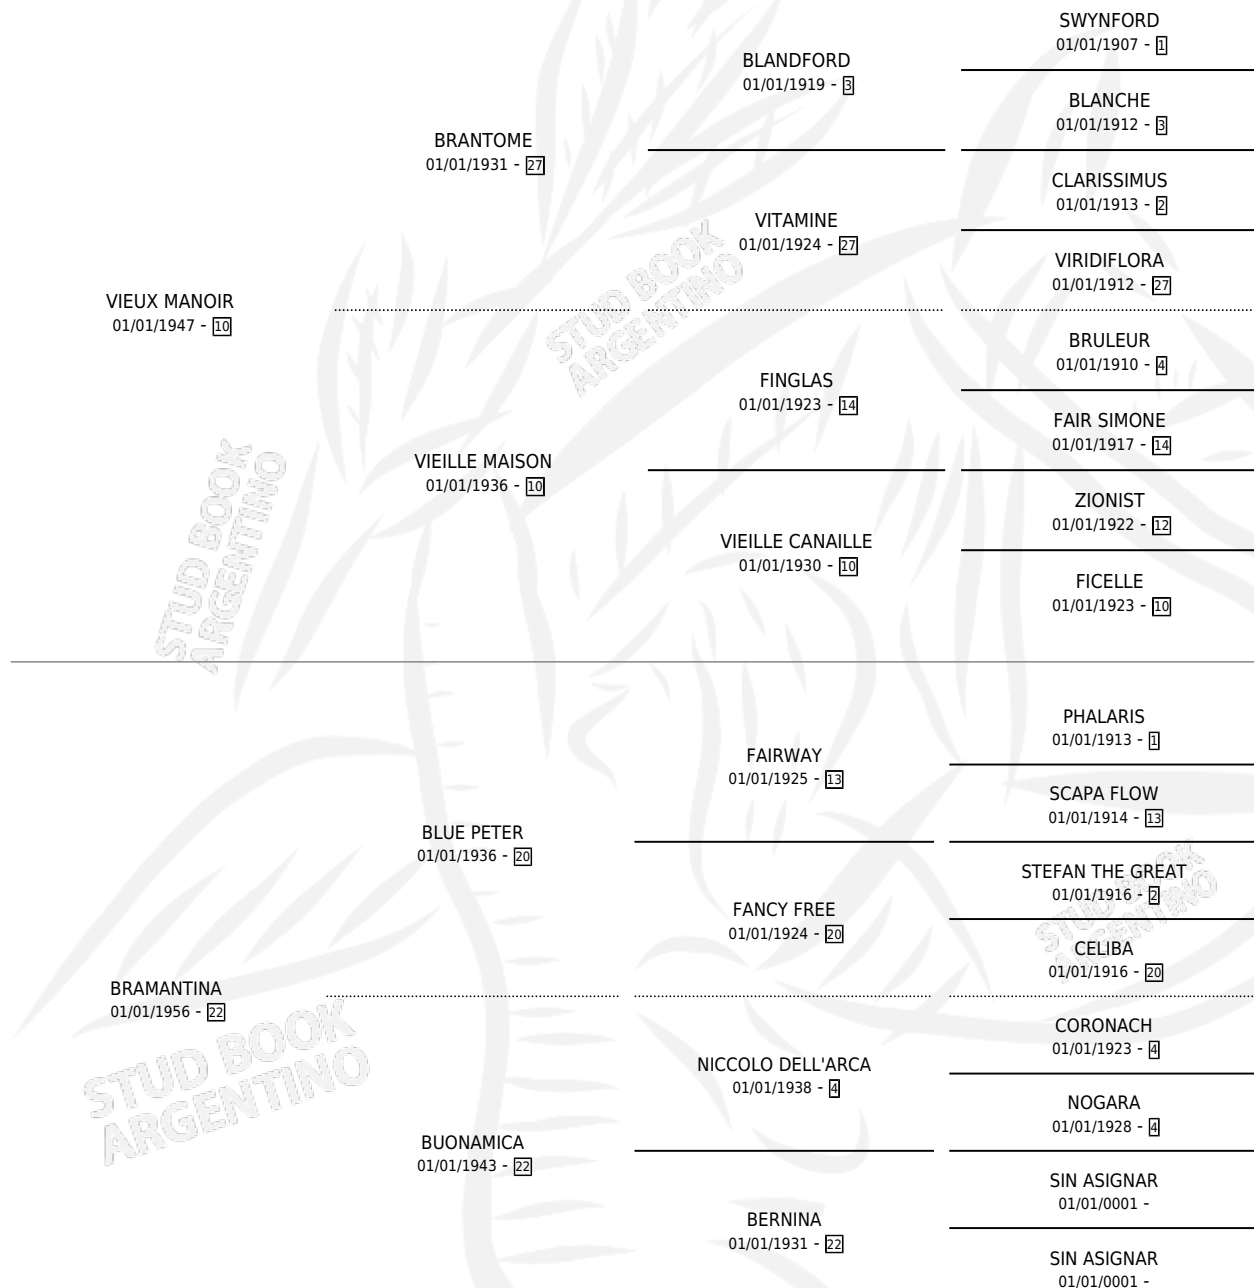 SWYNFORD
01/01/1907 - 1
BLANDFORD
01/01/1919 - 3
BLANCHE
01/01/1912 - 3
BRANTOME
01/01/1931 - 27
CLARISSIMUS
01/01/1913 - 2
VITAMINE
01/01/1924 - 27
VIRIDIFLORA
01/01/1912 - 27
VIEUX MANOIR
01/01/1947 - 10
BRULEUR
01/01/1910 - 4
FINGLAS
01/01/1923 - 14
FAIR SIMONE
01/01/1917 - 14
VIEILLE MAISON
01/01/1936 - 10
ZIONIST
01/01/1922 - 12
VIEILLE CANAILLE
01/01/1930 - 10
FICELLE
01/01/1923 - 10
STUD BOOK
ARGENTINO
STUD BOOK
ARGENTINO
PHALARIS
01/01/1913 - 1
FAIRWAY
01/01/1925 - 13
SCAPA FLOW
01/01/1914 - 13
BLUE PETER
01/01/1936 - 20
STEFAN THE GREAT
01/01/1916 - 2
FANCY FREE
01/01/1924 - 20
CELIBA
01/01/1916 - 20
STUD BOOK
ARGENTINO
BRAMANTINA
01/01/1956 - 22
CORONACH
01/01/1923 - 4
NICCOLO DELL'ARCA
01/01/1938 - 4
NOGARA
01/01/1928 - 4
STUD BOOK
ARGENTINO
BUONAMICA
01/01/1943 - 22
SIN ASIGNAR
01/01/0001 -
BERNINA
01/01/1931 - 22
SIN ASIGNAR
01/01/0001 -